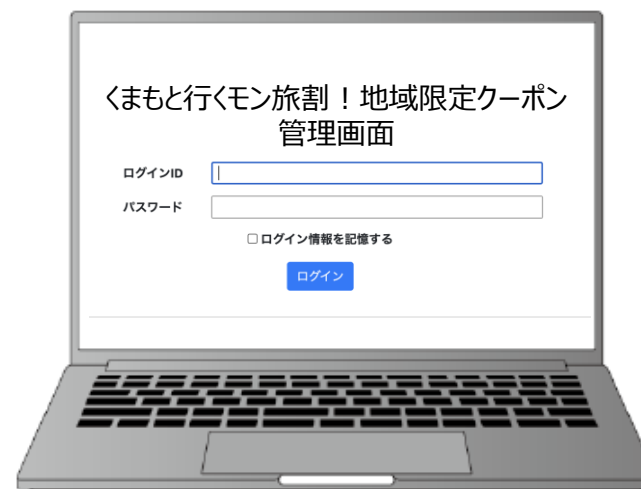 くまもと行くモン旅割！地域限定クーポン
管理画面
ログインID
パスワード
ログイン情報を記憶する
ログイン